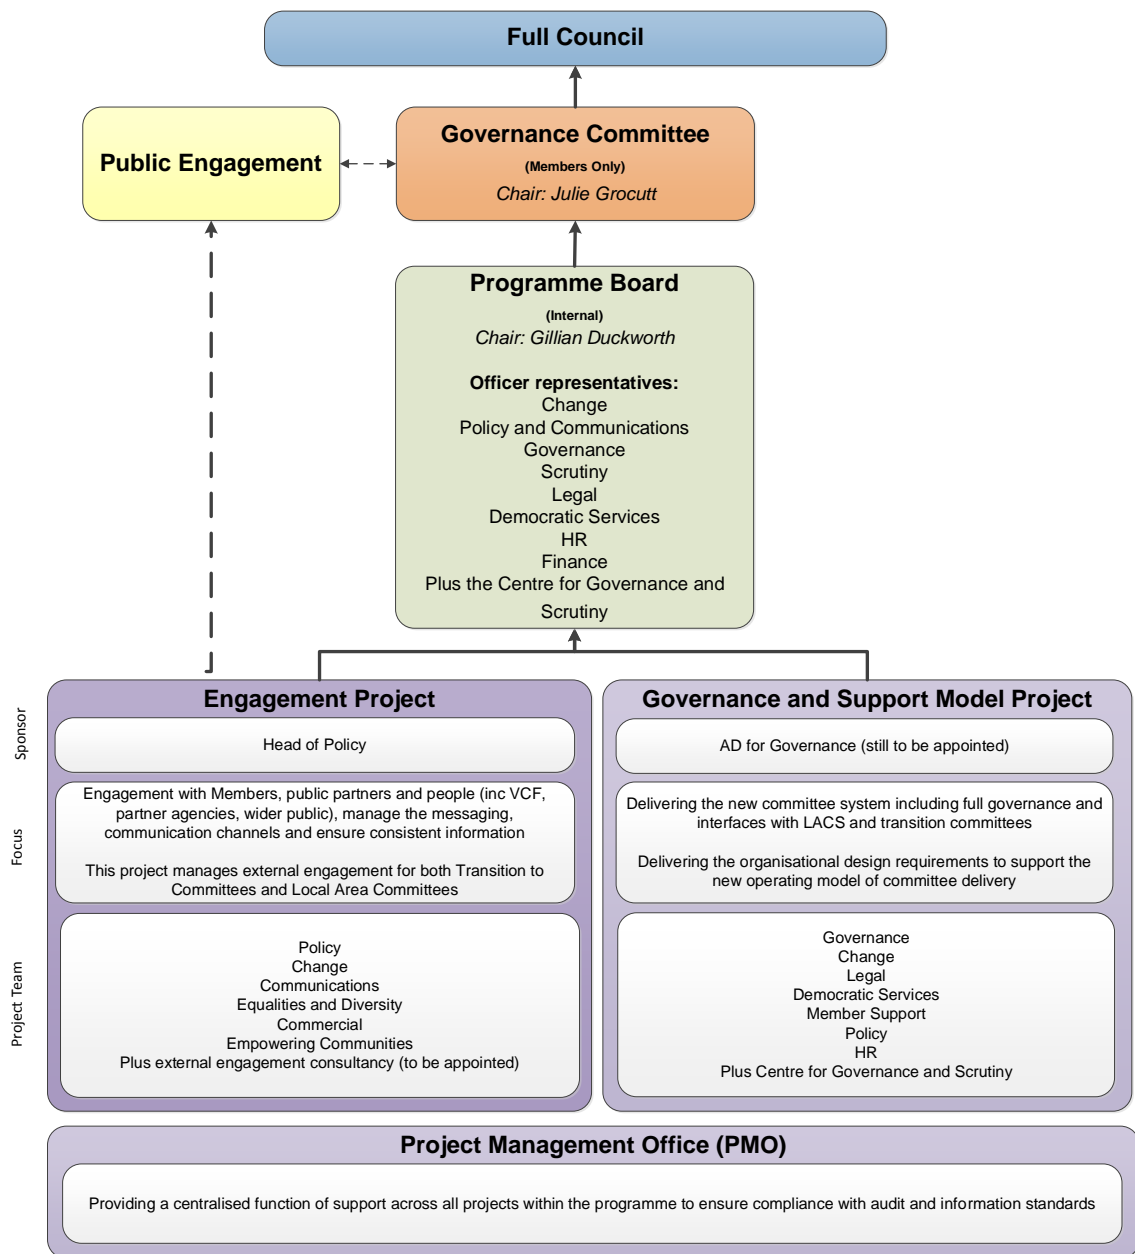 Full Council
Public Engagement
Governance Committee
(Members Only)
Chair: Julie Grocutt
Programme Board
(Internal)
Chair: Gillian Duckworth
Officer representatives:
Change
Policy and Communications
Governance
Scrutiny
Legal
Democratic Services
HR
Finance
Plus the Centre for Governance and
Scrutiny
Sponsor
Focus
Project Team
Engagement Project
Head of Policy
Engagement with Members, public partners and people (inc VCF,
partner agencies, wider public), manage the messaging,
communication channels and ensure consistent information
This project manages external engagement for both Transition to
Committees and Local Area Committees
Policy
Change
Communications
Equalities and Diversity
Commercial
Empowering Communities
Plus external engagement consultancy (to be appointed)
Governance and Support Model Project
AD for Governance (still to be appointed)
Delivering the new committee system including full governance and
interfaces with LACS and transition committees
Delivering the organisational design requirements to support the
new operating model of committee delivery
Governance
Change
Legal
Democratic Services
Member Support
Policy
HR
Plus Centre for Governance and Scrutiny
Project Management Office (PMO)
Providing a centralised function of support across all projects within the programme to ensure compliance with audit and information standards